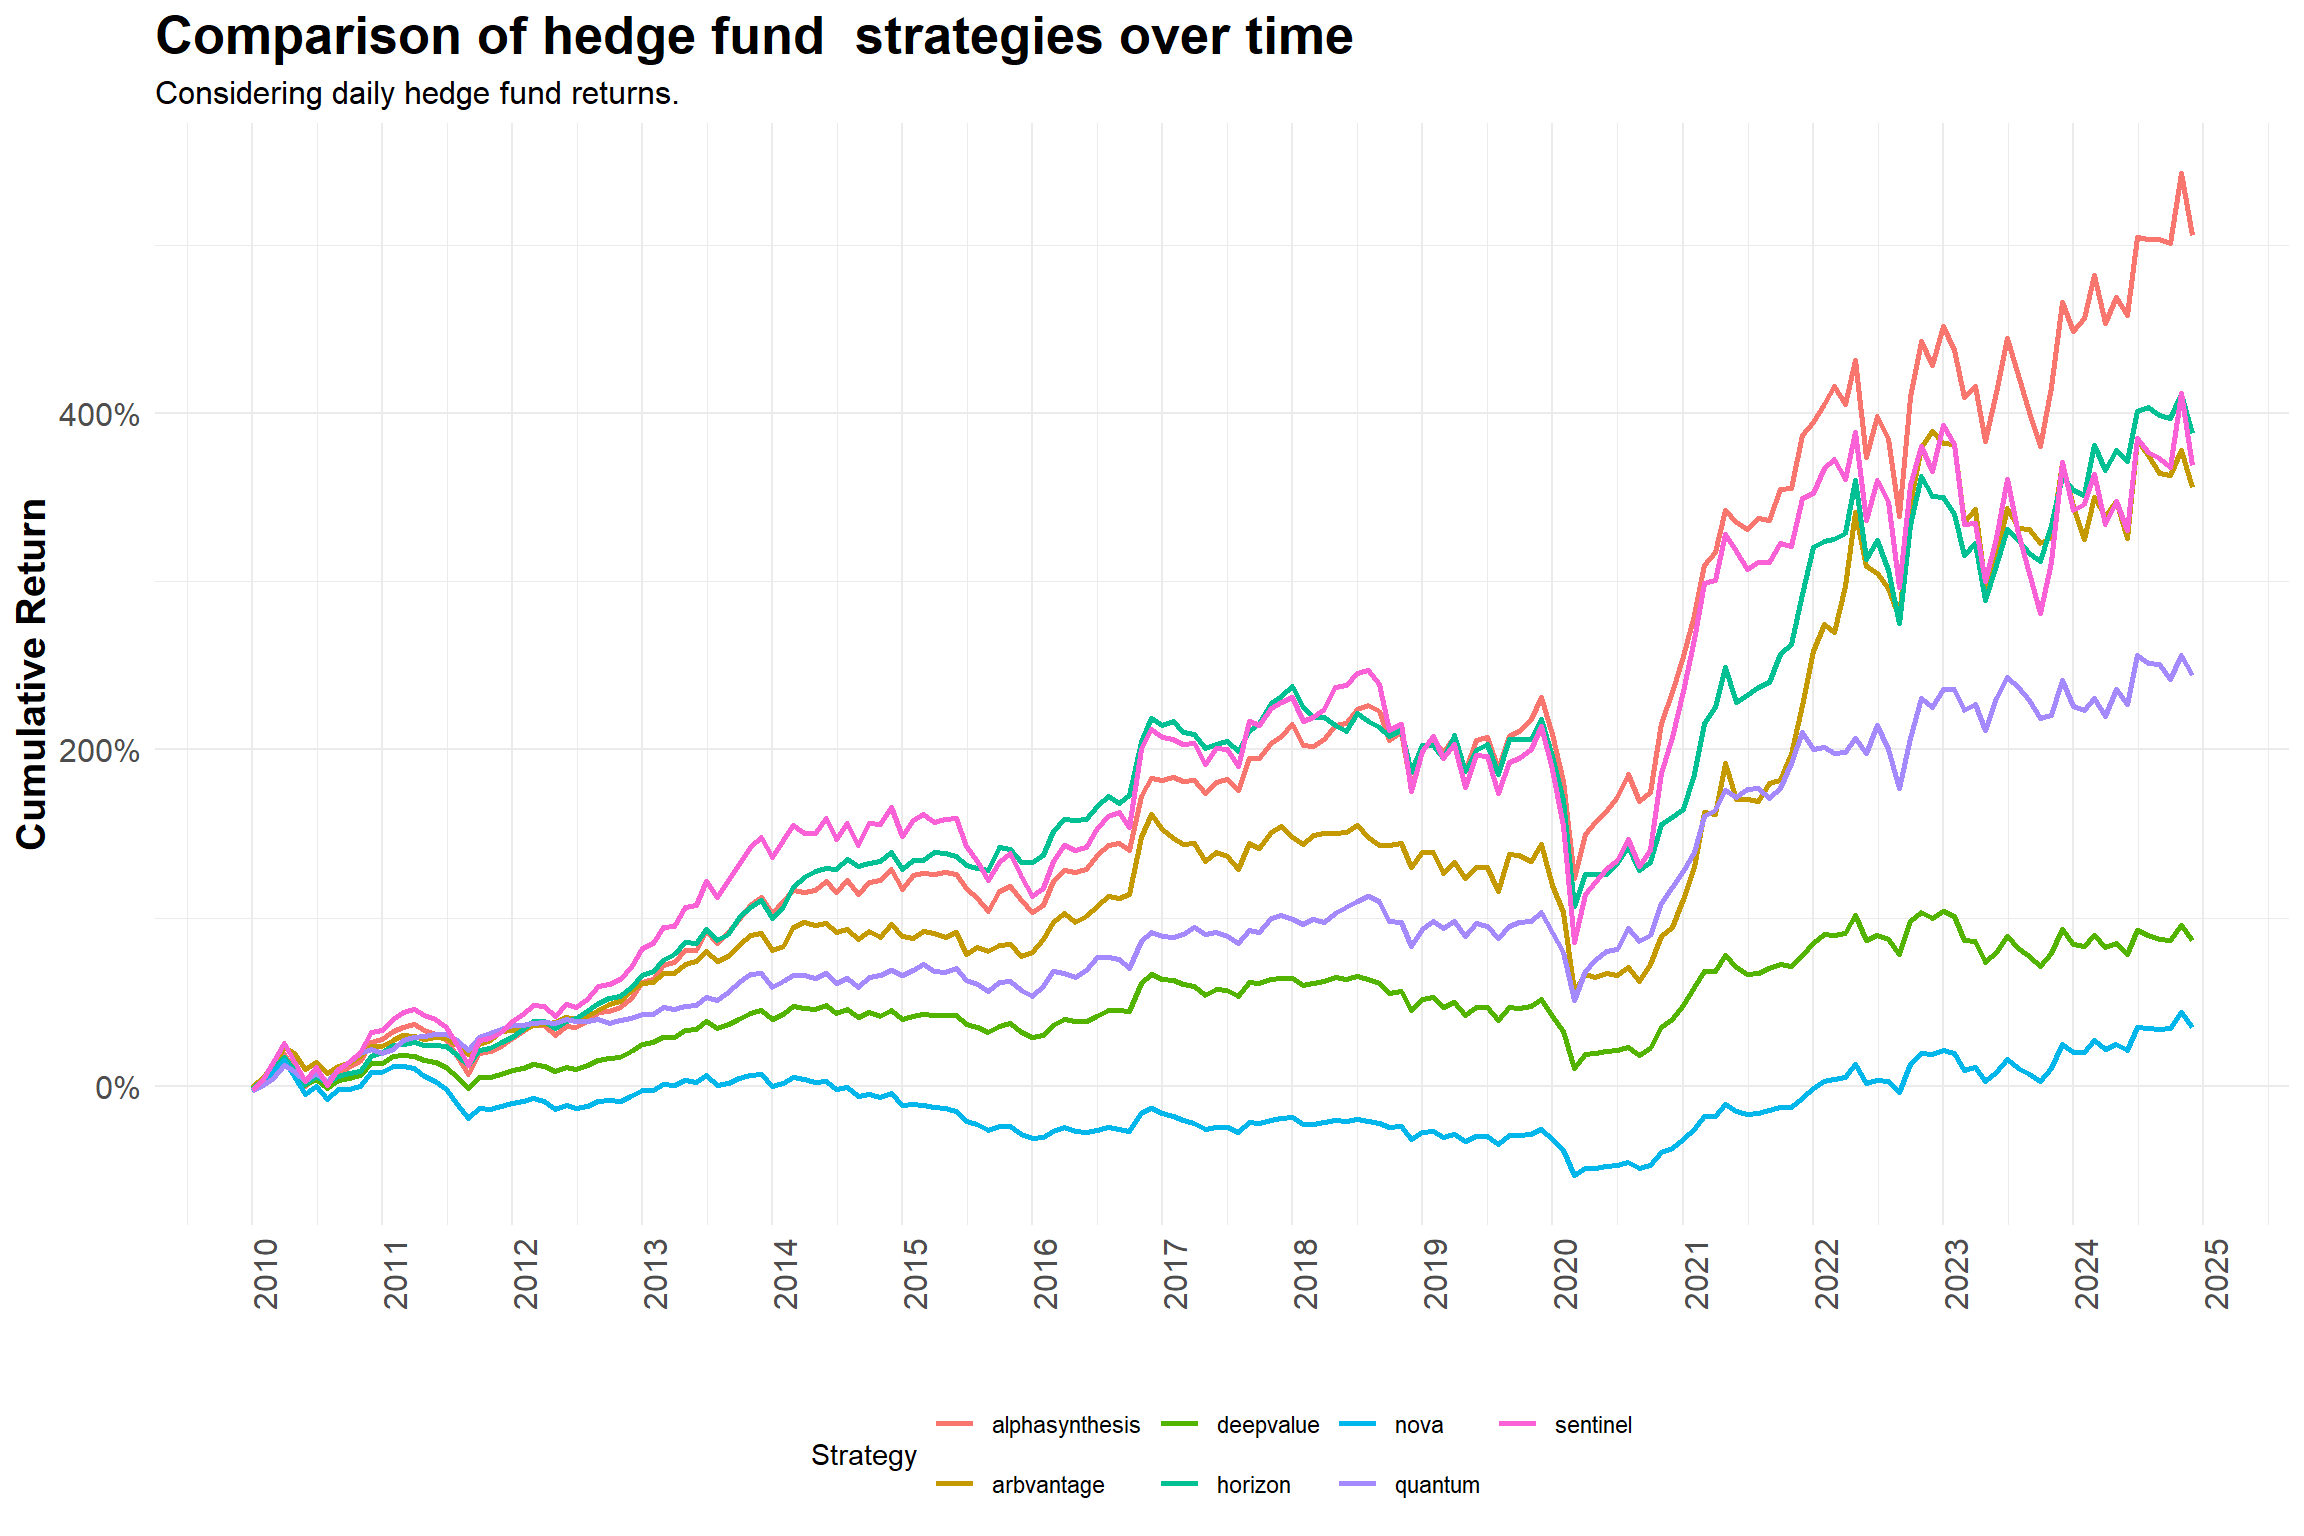 Comparison of hedge fund  strategies over time
Considering daily hedge fund returns.
Cumulative Return
400%
200%
0%
2010 2011 2012 2013 2014 2015 2016 2017 2018 2019 2020 2021 2022 2023 2024 2025
Strategy
alphasynthesis deepvalue nova sentinel
arbvantage horizon quantum